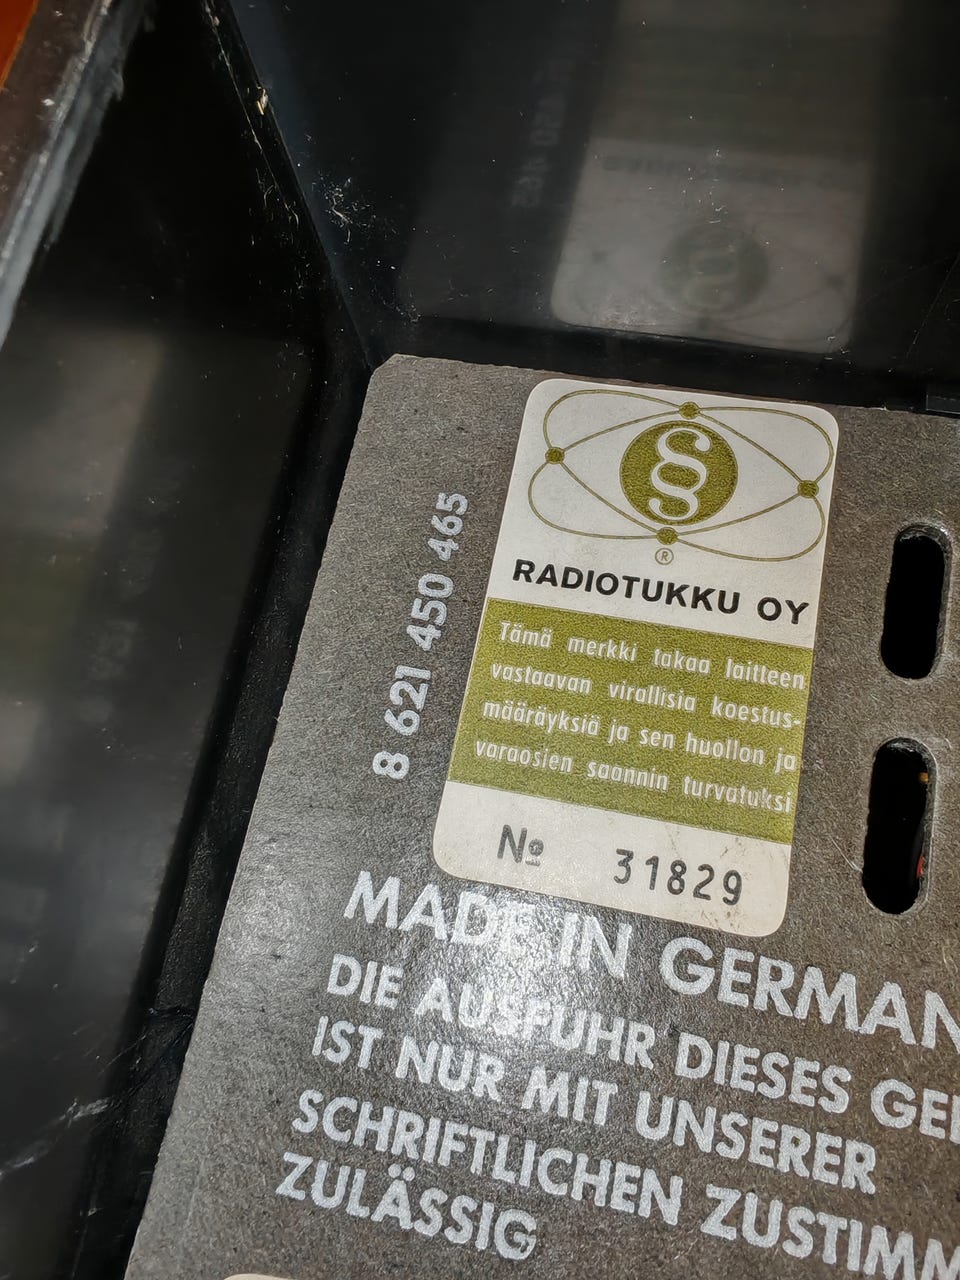 §
®
RADIOTUKKU OY
Tämä merkki takaa laitteen
vastaavan virallisia koestus-
määräyksiä ja sen huollon ja
varaosien saannin turvatuksi
Nº 31829
8 621 450 465
MADE IN GERMAN
DIE AUSFUHR DIESES GE
IST NUR MIT UNSERER
SCHRIFTLICHEN ZUSTIMM
ZULÄSSIG